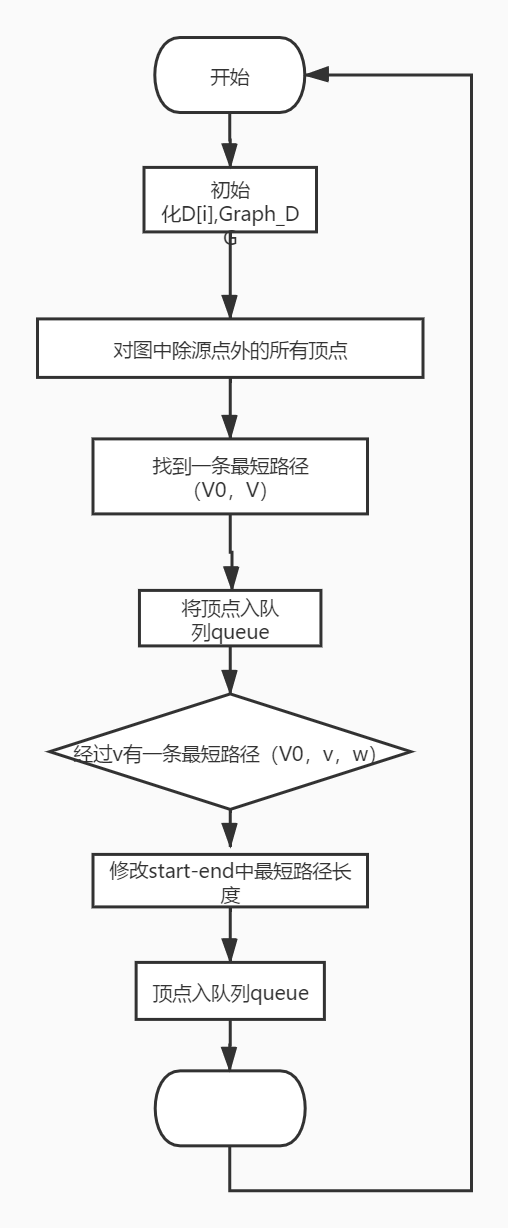 开始
初始
化D[i],Graph_D
G
对图中除源点外的所有顶点
找到一条最短路径
（V0，V）
将顶点入队
列queue
经过v有一条最短路径（V0，v，w）
修改start-end中最短路径长
度
顶点入队列queue